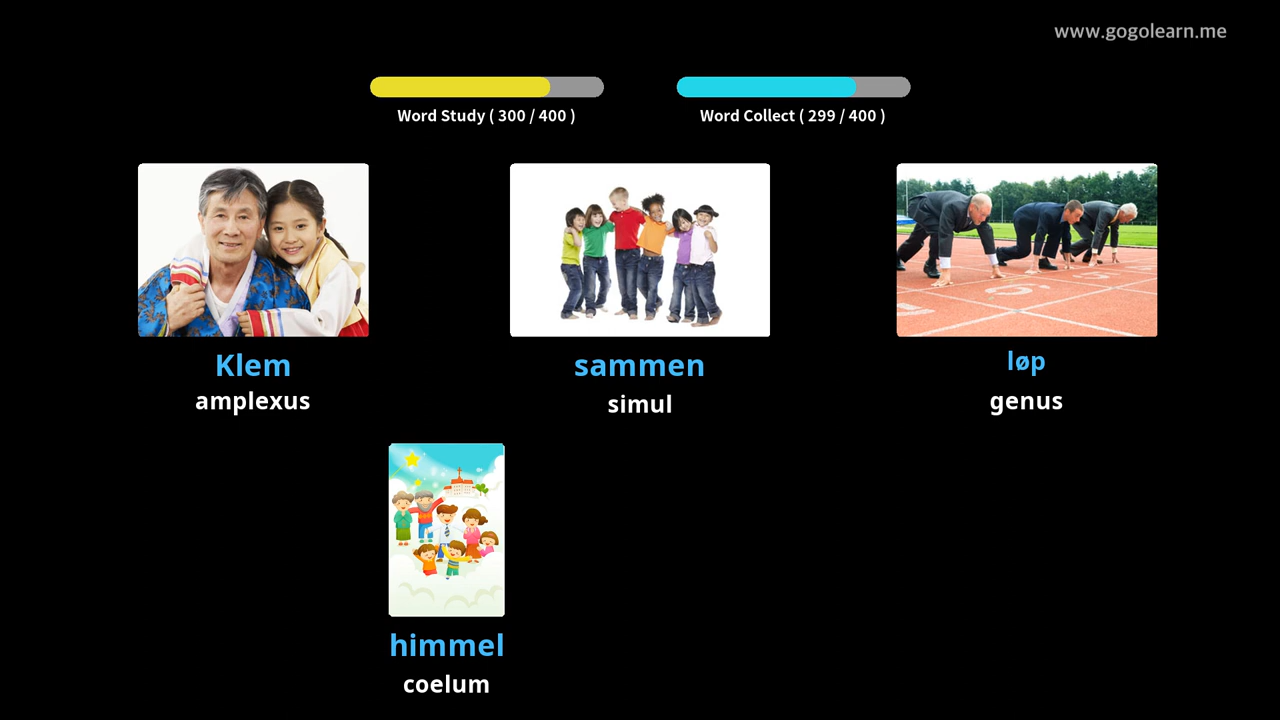 www.gogolearn.me
Word Study ( 300 / 400 )
Word Collect ( 299 / 400 )
Klem
amplexus
sammen
simul
løp
genus
himmel
coelum